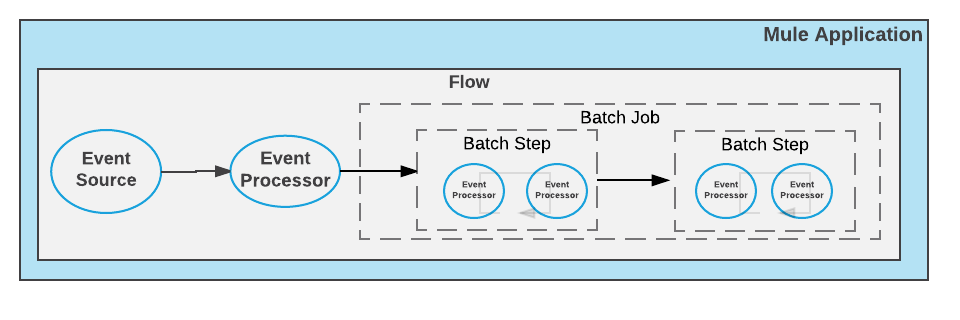 Mule Application
Flow
Batch Job
Event
Source
Event
Processor
Batch Step
Event
Processor
Event
Processor
Batch Step
Event
Processor
Event
Processor